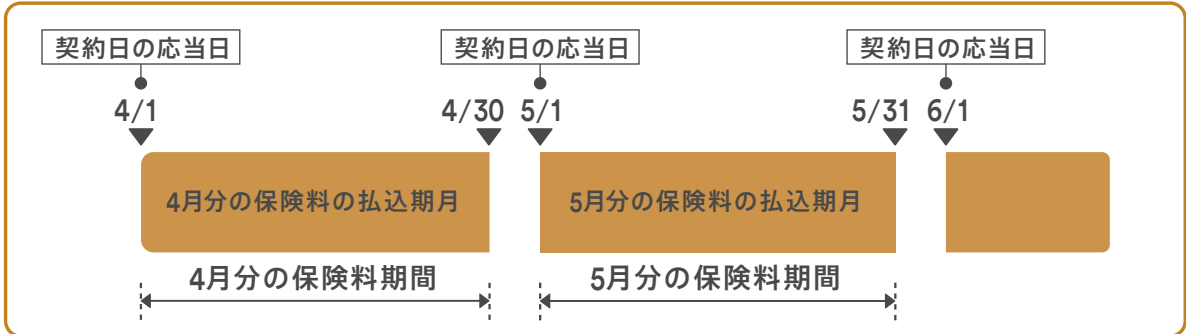 契約日の応当日 契約日の応当日 契約日の応当日
4/1 4/30 5/1 5/31 6/1
4月分の保険料の払込期月 5月分の保険料の払込期月
4月分の保険料期間 5月分の保険料期間